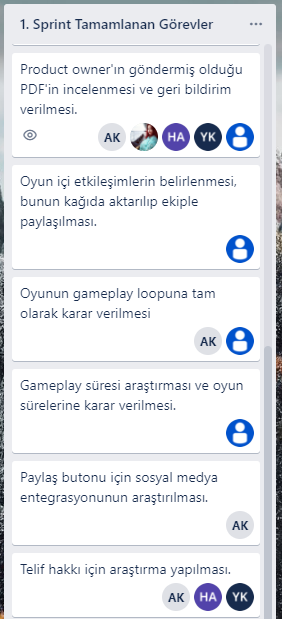 1. Sprint Tamamlanan Görevler
Product owner'ın göndermiş olduğu
PDF'in incelenmesi ve geri bildirim
verilmesi.
AK HA YK
Oyun içi etkileşimlerin belirlenmesi,
bunun kağıda aktarılıp ekiple
paylaşılması.
Oyunun gameplay loopuna tam
olarak karar verilmesi
AK
Gameplay süresi araştırması ve oyun
sürelerine karar verilmesi.
Paylaş butonu için sosyal medya
entegrasyonunun araştırılması.
AK
Telif hakkı için araştırma yapılması.
AK HA YK